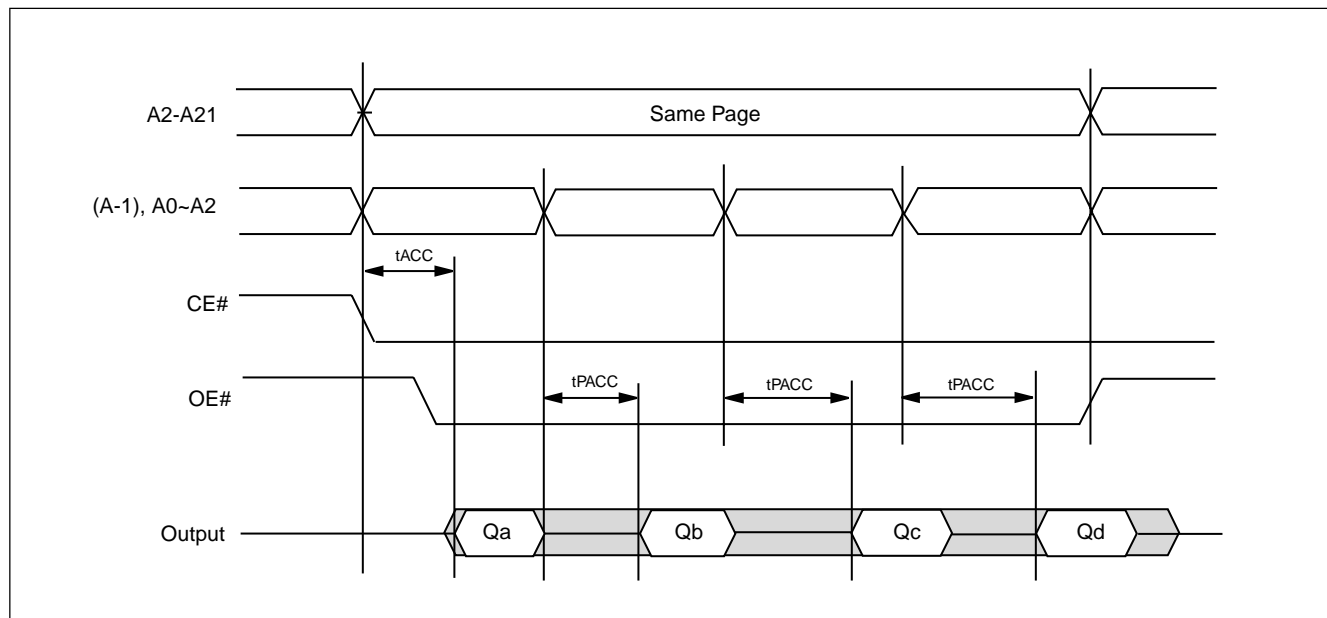 A2-A21
Same Page
(A-1), A0~A2
tACC
CE#
tPACC
tPACC
tPACC
OE#
Output
Qa
Qb
Qc
Qd